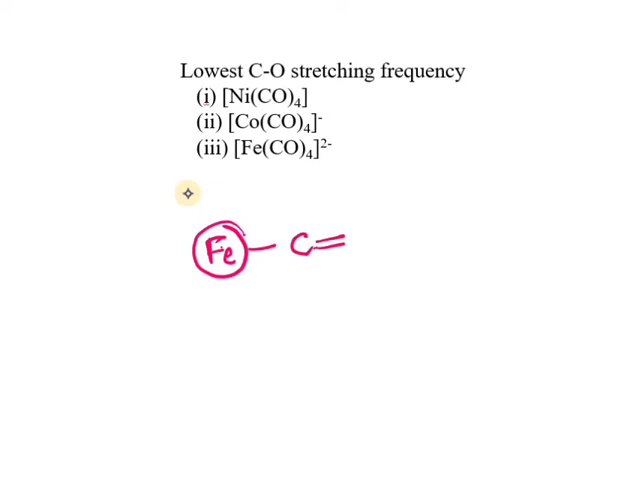 Lowest C-O stretching frequency
(i) [Ni(CO)₄]
(ii) [Co(CO)₄]⁻
(iii) [Fe(CO)₄]²⁻
Fe — C =